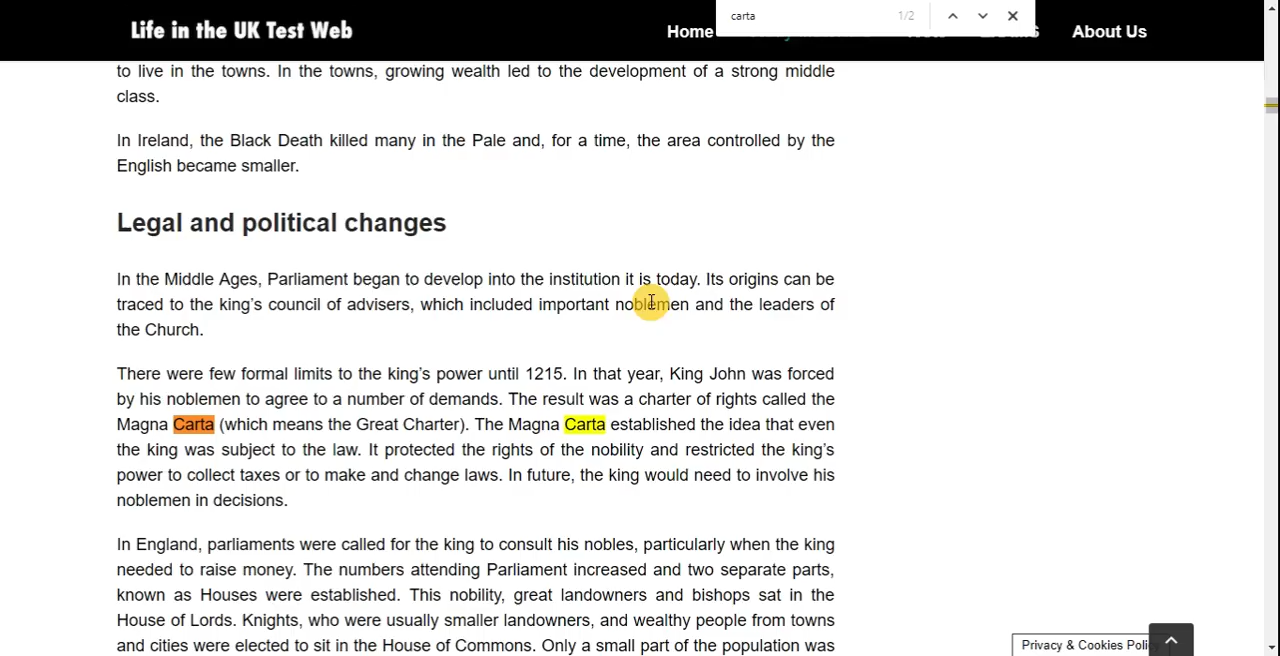 carta 1/2
Life in the UK Test Web Home About Us
to live in the towns. In the towns, growing wealth led to the development of a strong middle
class.
In Ireland, the Black Death killed many in the Pale and, for a time, the area controlled by the
English became smaller.
Legal and political changes
In the Middle Ages, Parliament began to develop into the institution it is today. Its origins can be
traced to the king’s council of advisers, which included important noblemen and the leaders of
the Church.
There were few formal limits to the king’s power until 1215. In that year, King John was forced
by his noblemen to agree to a number of demands. The result was a charter of rights called the
Magna Carta (which means the Great Charter). The Magna Carta established the idea that even
the king was subject to the law. It protected the rights of the nobility and restricted the king’s
power to collect taxes or to make and change laws. In future, the king would need to involve his
noblemen in decisions.
In England, parliaments were called for the king to consult his nobles, particularly when the king
needed to raise money. The numbers attending Parliament increased and two separate parts,
known as Houses were established. This nobility, great landowners and bishops sat in the
House of Lords. Knights, who were usually smaller landowners, and wealthy people from towns
and cities were elected to sit in the House of Commons. Only a small part of the population was
Privacy & Cookies Polic